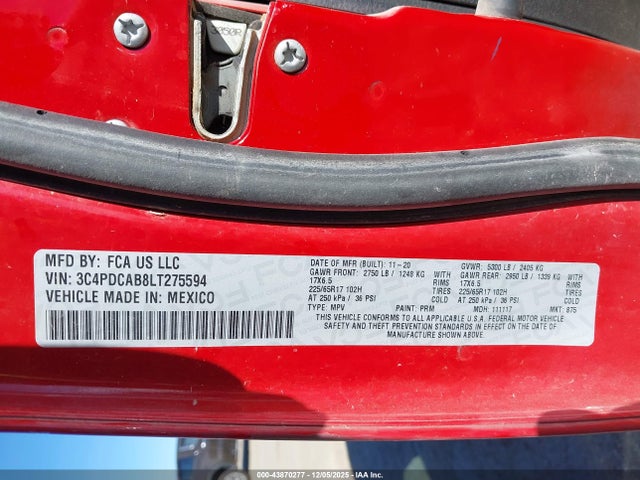 MFD BY: FCA US LLC
VIN: 3C4PDCAB8LT275594
VEHICLE MADE IN: MEXICO
DATE OF MFR (BUILT): 11-20
GAWR FRONT: 2750 LB / 1248 KG WITH
17X6.5 RIMS
225/65R17 102H TIRES
AT 250 kPa / 36 PSI
TYPE: MPV PAINT: PRM
GVWR: 5300 LB / 2405 KG
GAWR REAR: 2950 LB / 1339 KG WITH
17X6.5 RIMS
225/65R17 102H TIRES
AT 250 kPa / 36 PSI
MDH: 111117 MKT: 875
THIS VEHICLE CONFORMS TO ALL APPLICABLE U.S.A. FEDERAL MOTOR VEHICLE
SAFETY AND THEFT PREVENTION STANDARDS IN EFFECT ON THE DATE OF
MANUFACTURE SHOWN ABOVE.
000-43870277 - 12/05/2025 - IAA Inc.